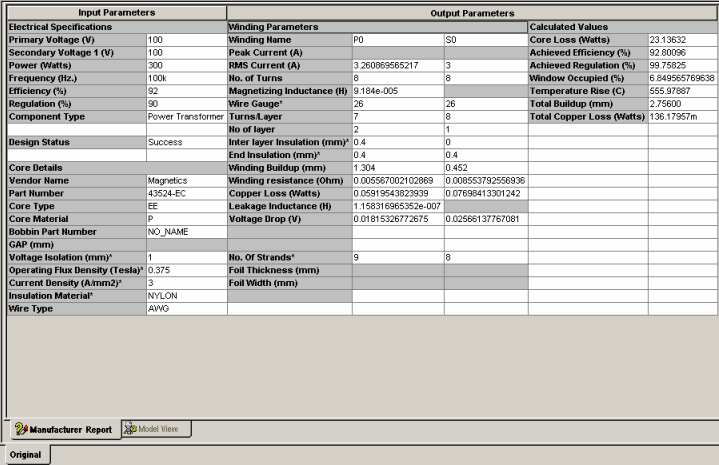 Input Parameters Output Parameters
Electrical Specifications Winding Parameters Calculated Values
Primary Voltage (V) 100 Winding Name P0 S0 Core Loss (Watts) 23.13632
Secondary Voltage 1 (V) 100 Peak Current (A) Achieved Efficiency (%) 92.80096
Power (Watts) 300 RMS Current (A) 3.260869565217 3 Achieved Regulation (%) 99.75825
Frequency (Hz.) 100k No. of Turns 8 8 Window Occupied (%) 6.849565769638
Efficiency (%) 92 Magnetizing Inductance (H) 9.184e-005 Temperature Rise (C) 555.97887
Regulation (%) 90 Wire Gauge* 26 26 Total Buildup (mm) 2.75600
Component Type Power Transformer Turns/Layer 7 8 Total Copper Loss (Watts) 136.17957m
No of layer 2 1
Design Status Success Inter layer Insulation (mm)* 0.4 0
End Insulation (mm)* 0.4 0.4
Core Details Winding Buildup (mm) 1.304 0.452
Vendor Name Magnetics Winding resistance (Ohm) 0.005567002102869 0.008553792556936
Part Number 43524-EC Copper Loss (Watts) 0.05919543823939 0.07698413301242
Core Type EE Leakage Inductance (H) 1.158316965352e-007
Core Material P Voltage Drop (V) 0.01815326772675 0.02566137767081
Bobbin Part Number NO_NAME
GAP (mm)
Voltage Isolation (mm)* 1 No. Of Strands* 9 8
Operating Flux Density (Tesla)* 0.375 Foil Thickness (mm)
Current Density (A/mm2)* 3 Foil Width (mm)
Insulation Material* NYLON
Wire Type AWG
Manufacturer Report Model View
Original